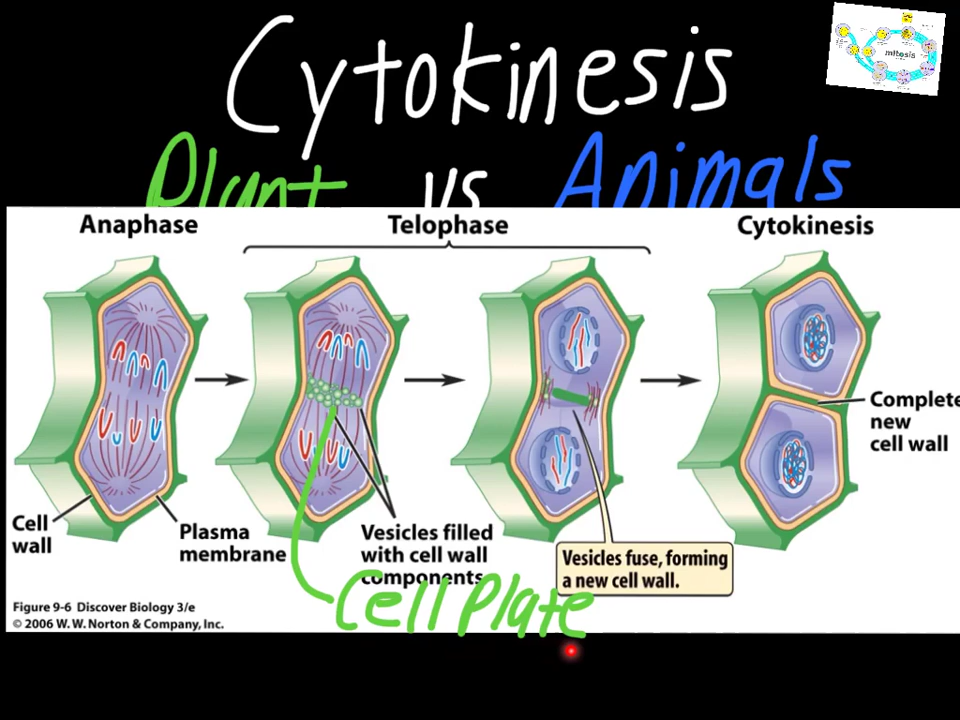 Cytokinesis
mitosis
Plant vs Animals
Anaphase
Telophase
Cytokinesis
Complete
new
cell wall
Cell
wall
Plasma
membrane
Vesicles filled
with cell wall
components
Vesicles fuse, forming
a new cell wall.
Cell Plate
Figure 9-6 Discover Biology 3/e
© 2006 W. W. Norton & Company, Inc.